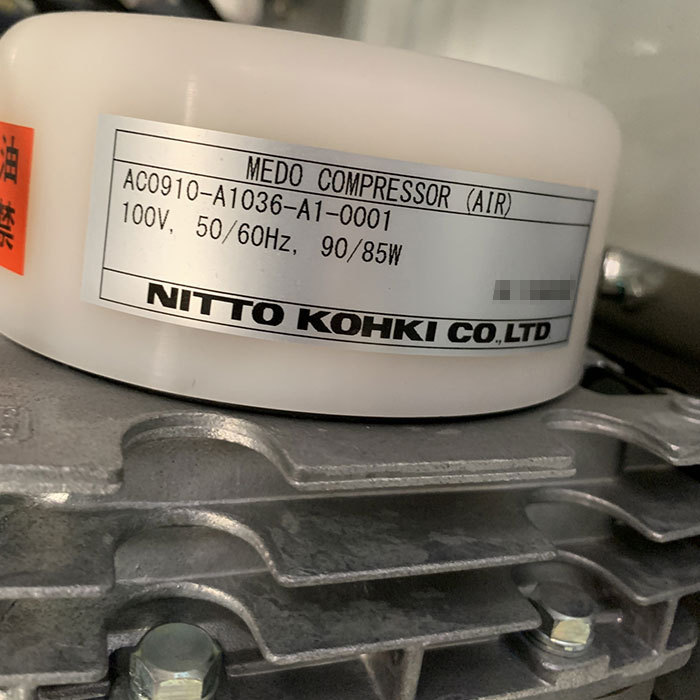 油
禁
MEDO COMPRESSOR (AIR)
AC0910-A1036-A1-0001
100V, 50/60Hz, 90/85W
NITTO KOHKI CO.,LTD